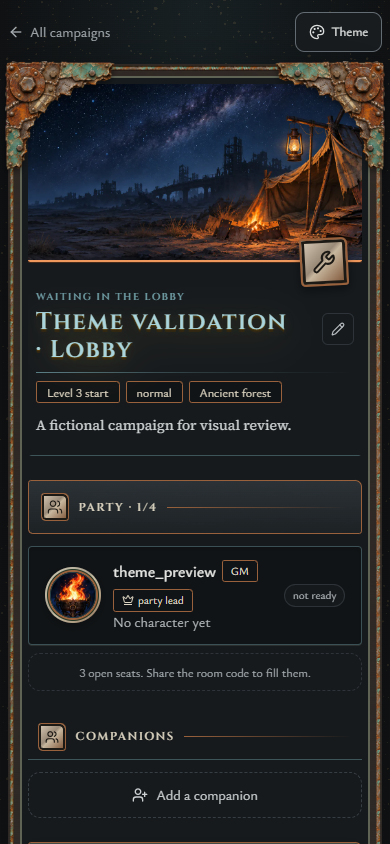 All campaigns
Theme
WAITING IN THE LOBBY
THEME VALIDATION
· LOBBY
Level 3 start
normal
Ancient forest
A fictional campaign for visual review.
PARTY · 1/4
theme_preview
GM
party lead
not ready
No character yet
3 open seats. Share the room code to fill them.
COMPANIONS
Add a companion